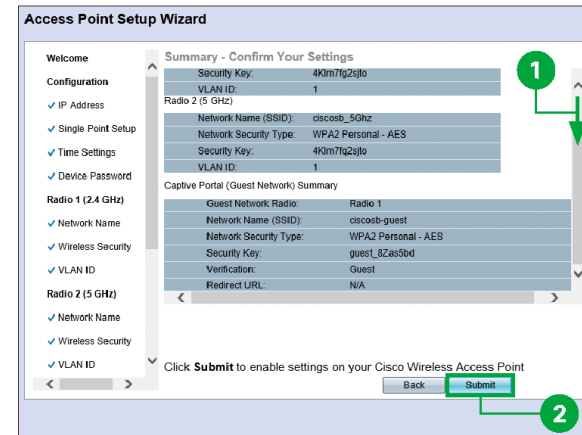 Access Point Setup Wizard
Welcome
Configuration
IP Address
Single Point Setup
Time Settings
Device Password
Radio 1 (2.4 GHz)
Network Name
Wireless Security
VLAN ID
Radio 2 (5 GHz)
Network Name
Wireless Security
VLAN ID
Summary - Confirm Your Settings
Security Key: 4Klm7fg2sjto
VLAN ID: 1
Radio 2 (5 GHz)
Network Name (SSID): ciscosb_5Ghz
Network Security Type: WPA2 Personal - AES
Security Key: 4Klm7fq2sjto
VLAN ID: 1
Captive Portal (Guest Network) Summary
Guest Network Radio: Radio 1
Network Name (SSID): ciscosb-guest
Network Security Type: WPA2 Personal - AES
Security Key: guest_8Zas5bd
Verification: Guest
Redirect URL: N/A
Click Submit to enable settings on your Cisco Wireless Access Point
Back Submit
1
2